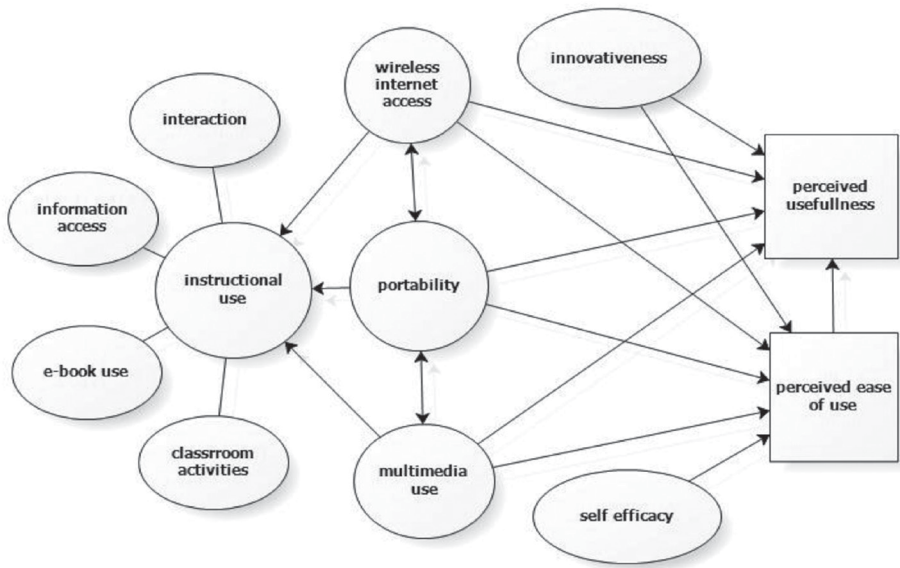 wireless
internet
access
innovativeness
interaction
perceived
usefullness
information
access
instructional
use
portability
e-book use
perceived ease
of use
classrroom
activities
multimedia
use
self efficacy